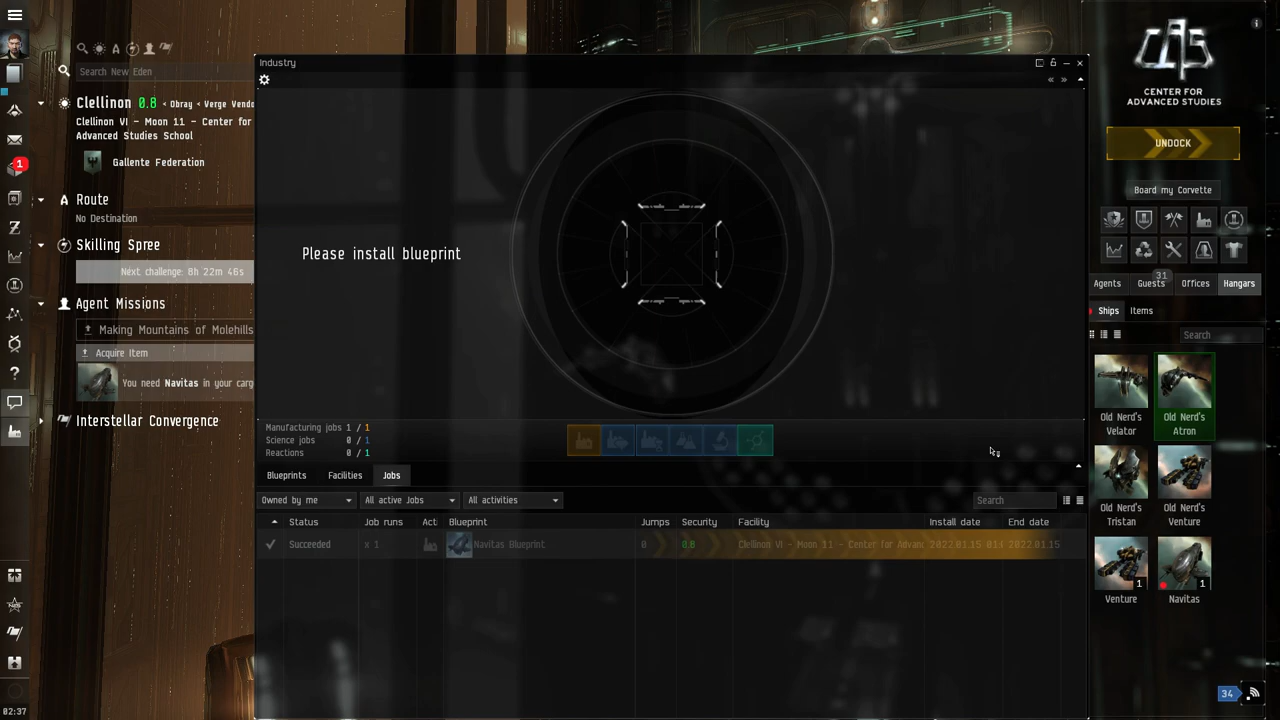 Search New Eden
Clellinon 0.8 < Obray < Verge Vendo
Clellinon VI - Moon 11 - Center for
Advanced Studies School
Gallente Federation
Route
No Destination
Skilling Spree
Next challenge: 8h 22m 46s
Agent Missions
Making Mountains of Molehills
Acquire Item
You need Navitas in your carg
Interstellar Convergence
1
02:37
Industry
Please install blueprint
Manufacturing jobs 1 / 1
Science jobs 0 / 1
Reactions 0 / 1
Blueprints Facilities Jobs
Owned by me All active Jobs All activities Search
Status Job runs Acti Blueprint Jumps Security Facility Install date End date
Succeeded x 1 Navitas Blueprint 0 0.8 Clellinon VI - Moon 11 - Center for Advanc 2022.01.15 01:0 2022.01.15
CENTER FOR
ADVANCED STUDIES
UNDOCK
Board my Corvette
31
Agents Guests Offices Hangars
Ships Items
Search
Old Nerd's
Velator
Old Nerd's
Atron
Old Nerd's
Tristan
Old Nerd's
Venture
1
Venture
1
Navitas
34